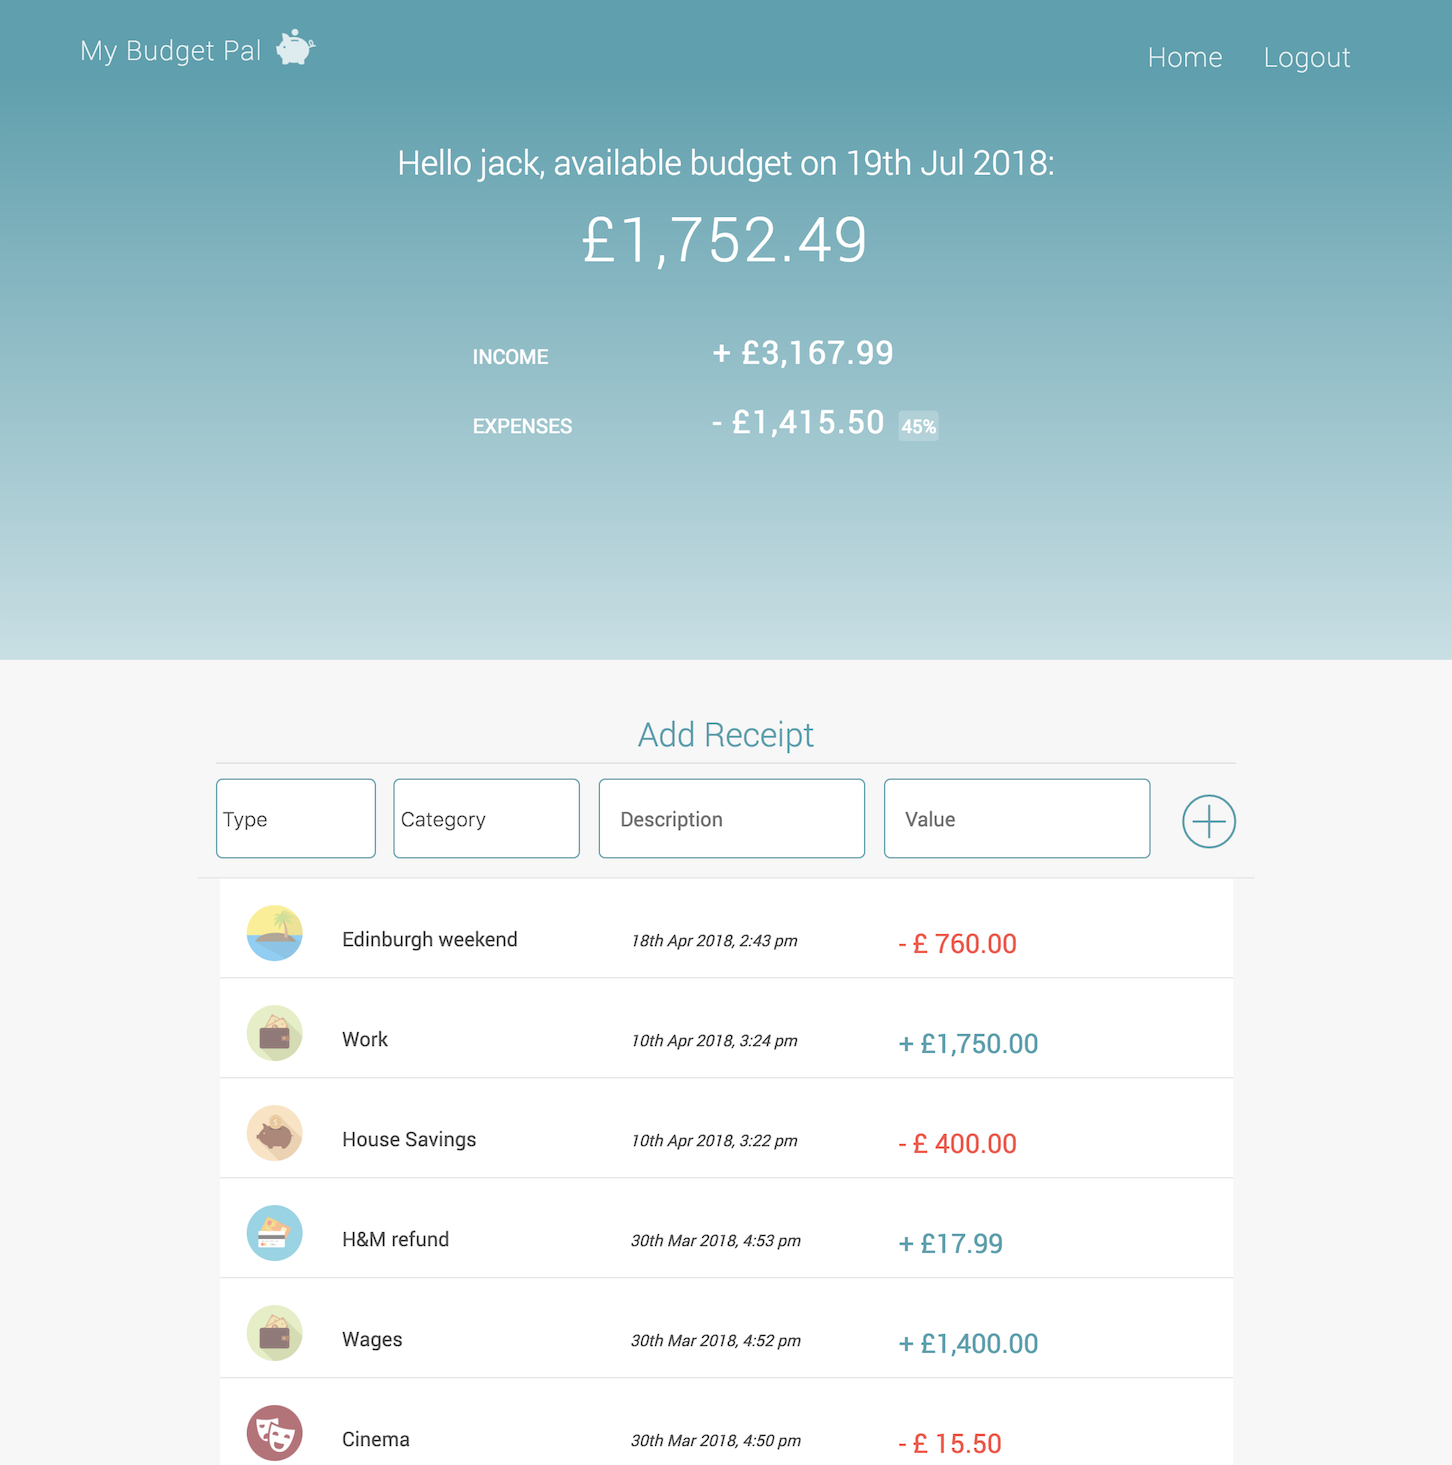 My Budget Pal
Home Logout
Hello jack, available budget on 19th Jul 2018:
£1,752.49
INCOME + £3,167.99
EXPENSES - £1,415.50 45%
Add Receipt
Type Category Description Value
Edinburgh weekend 18th Apr 2018, 2:43 pm - £ 760.00
Work 10th Apr 2018, 3:24 pm + £1,750.00
House Savings 10th Apr 2018, 3:22 pm - £ 400.00
H&M refund 30th Mar 2018, 4:53 pm + £17.99
Wages 30th Mar 2018, 4:52 pm + £1,400.00
Cinema 30th Mar 2018, 4:50 pm - £ 15.50